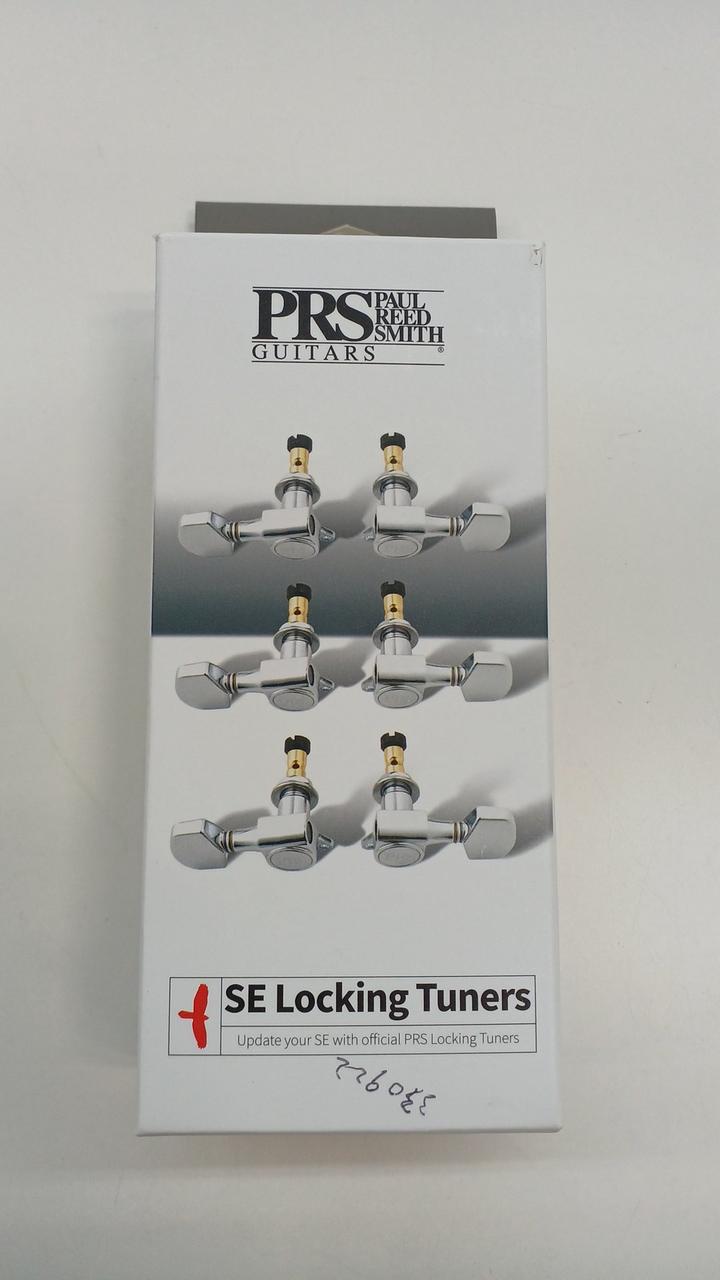 PRS PAUL
REED
SMITH
GUITARS ®
SE Locking Tuners
Update your SE with official PRS Locking Tuners